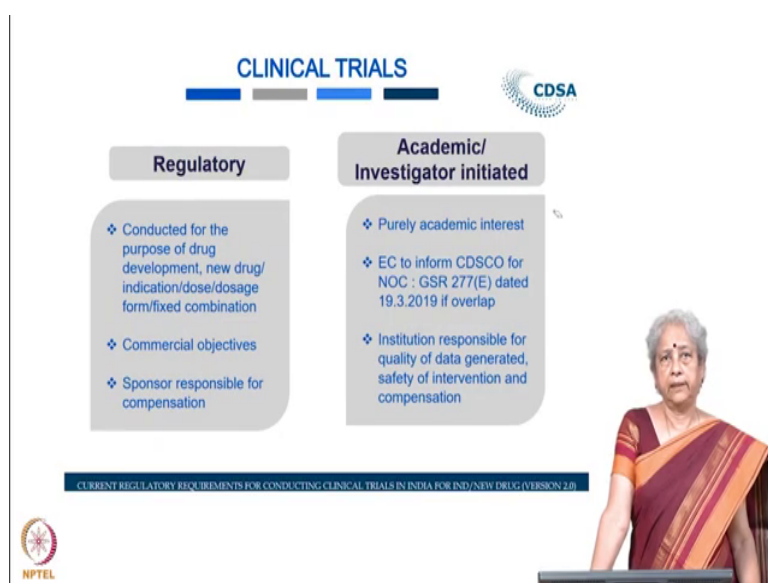 CLINICAL TRIALS
CDSA
Regulatory
❖ Conducted for the
purpose of drug
development, new drug/
indication/dose/dosage
form/fixed combination
❖ Commercial objectives
❖ Sponsor responsible for
compensation
Academic/
Investigator initiated
❖ Purely academic interest
❖ EC to inform CDSCO for
NOC : GSR 277(E) dated
19.3.2019 if overlap
❖ Institution responsible for
quality of data generated,
safety of intervention and
compensation
CURRENT REGULATORY REQUIREMENTS FOR CONDUCTING CLINICAL TRIALS IN INDIA FOR IND/NEW DRUG (VERSION 2.0)
NPTEL